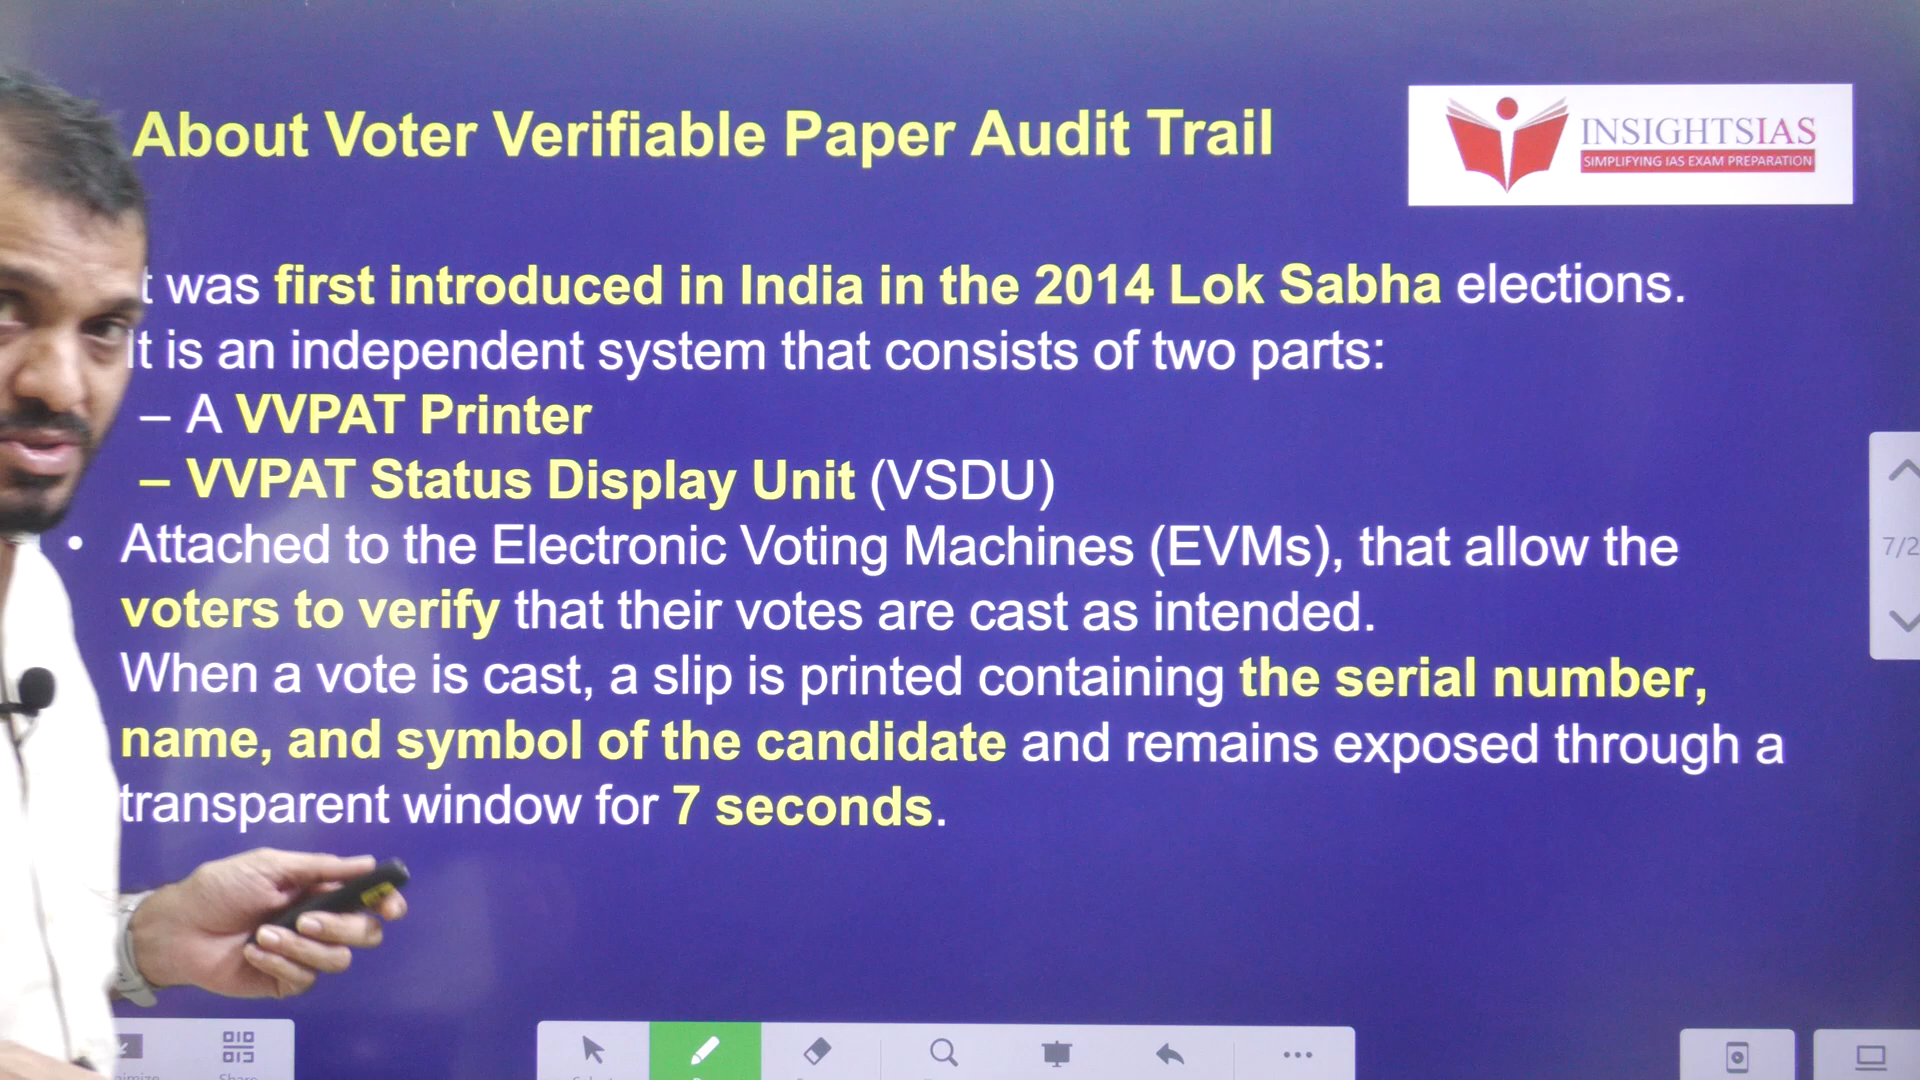 About Voter Verifiable Paper Audit Trail
INSIGHTSIAS
SIMPLIFYING IAS EXAM PREPARATION
t was first introduced in India in the 2014 Lok Sabha elections.
It is an independent system that consists of two parts:
– A VVPAT Printer
– VVPAT Status Display Unit (VSDU)
• Attached to the Electronic Voting Machines (EVMs), that allow the
voters to verify that their votes are cast as intended.
When a vote is cast, a slip is printed containing the serial number,
name, and symbol of the candidate and remains exposed through a
transparent window for 7 seconds.
7/2
Share